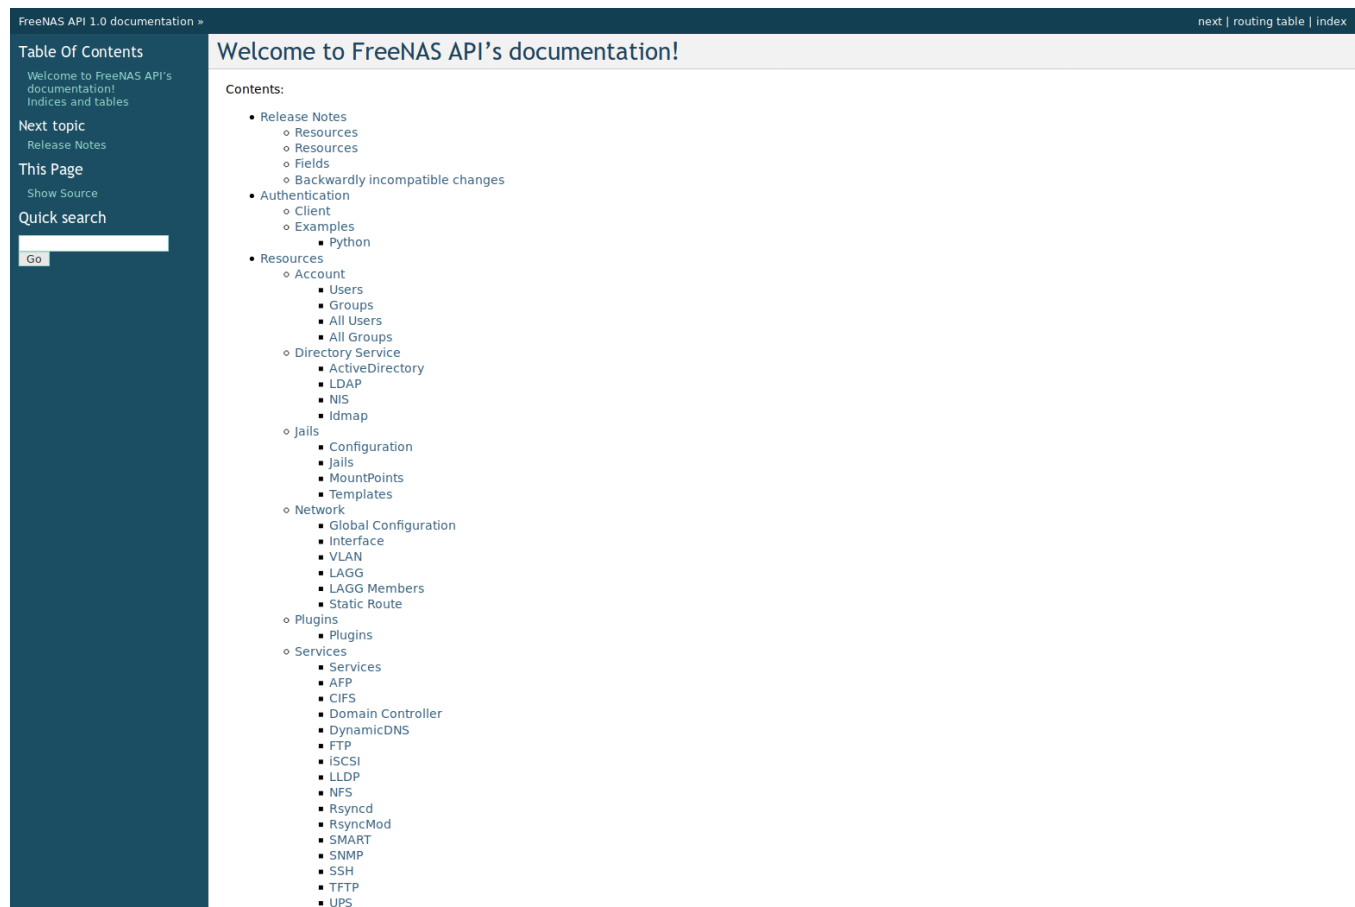 FreeNAS API 1.0 documentation »
next | routing table | index
Table Of Contents
Welcome to FreeNAS API’s
documentation!
Indices and tables
Next topic
Release Notes
This Page
Show Source
Quick search
Go
Welcome to FreeNAS API’s documentation!
Contents:
Release Notes
Resources
Resources
Fields
Backwardly incompatible changes
Authentication
Client
Examples
Python
Resources
Account
Users
Groups
All Users
All Groups
Directory Service
ActiveDirectory
LDAP
NIS
Idmap
Jails
Configuration
Jails
MountPoints
Templates
Network
Global Configuration
Interface
VLAN
LAGG
LAGG Members
Static Route
Plugins
Plugins
Services
Services
AFP
CIFS
Domain Controller
DynamicDNS
FTP
iSCSI
LLDP
NFS
Rsyncd
RsyncMod
SMART
SNMP
SSH
TFTP
UPS